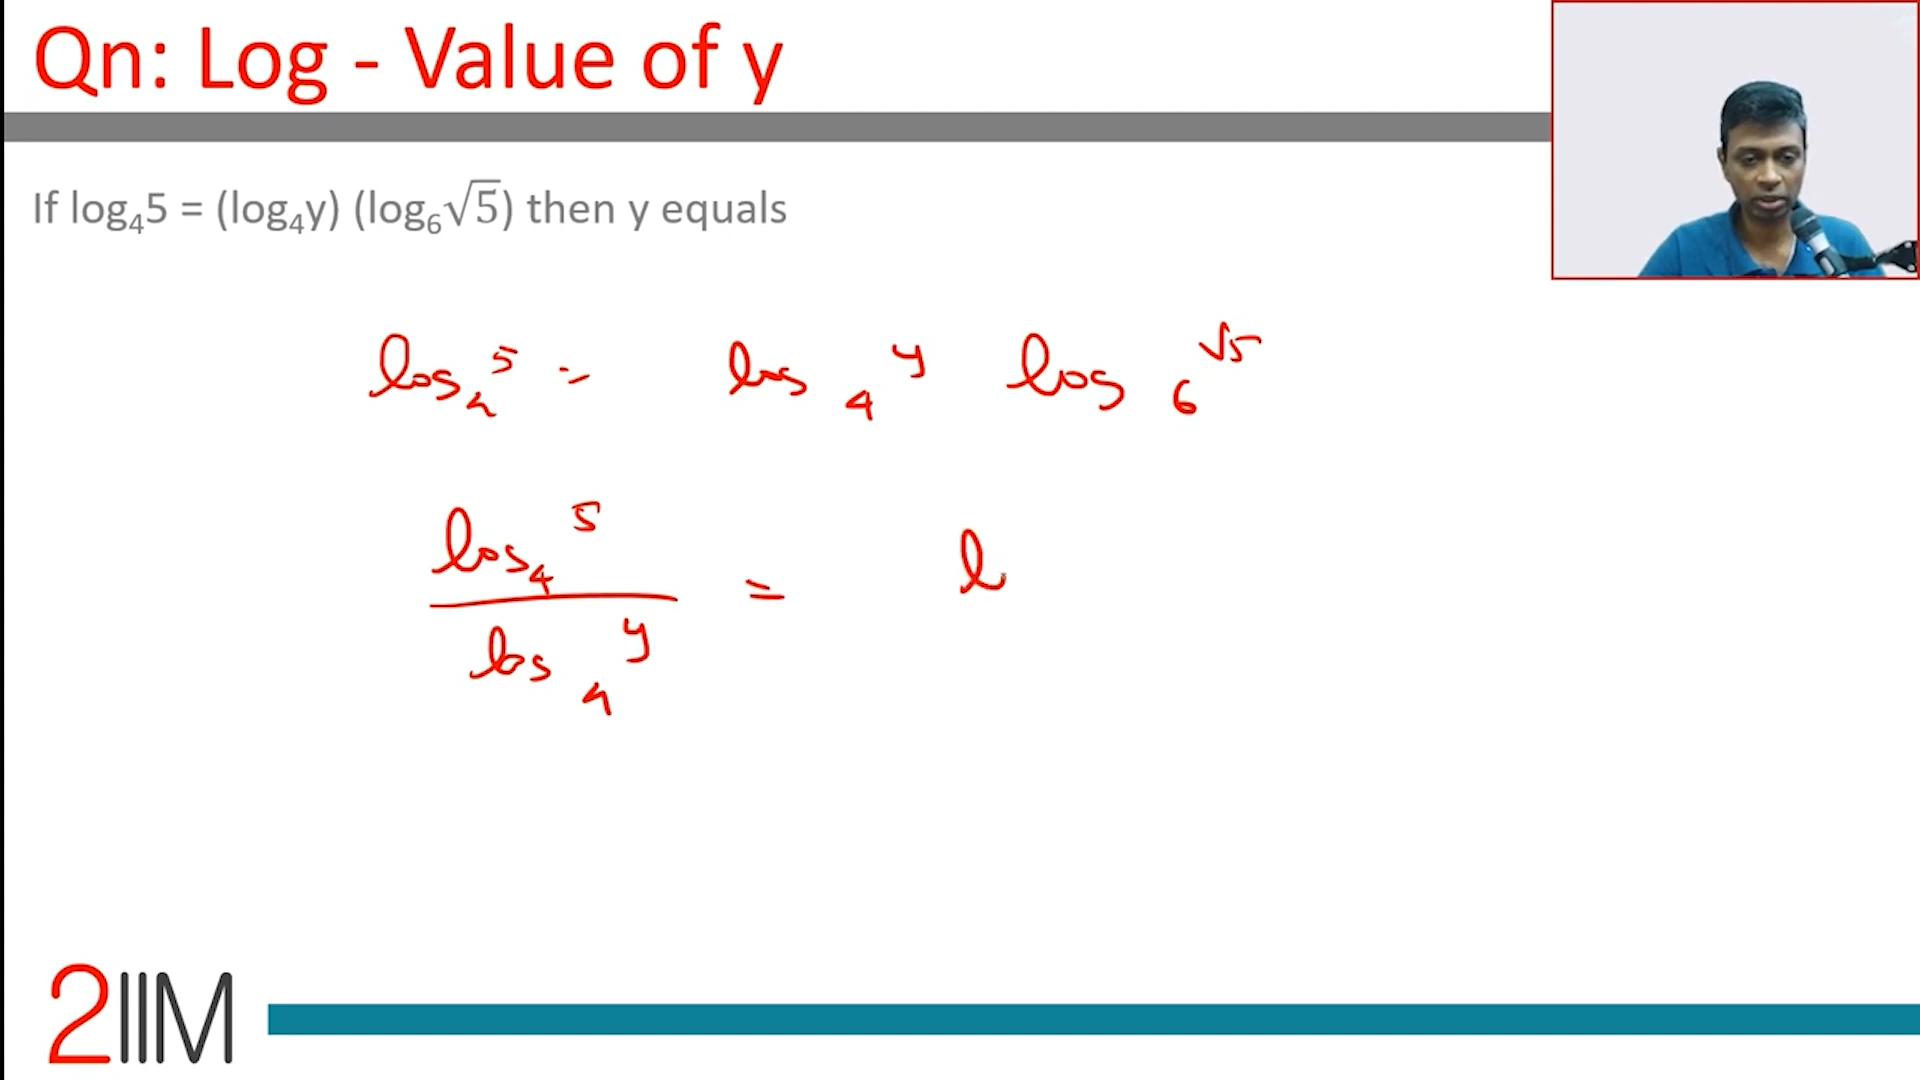 Qn: Log - Value of y
If log₄5 = (log₄y) (log₆√5) then y equals
log₄ 5 = log₄ y log₆ √5
log₄ 5
= l
log₄ y
2IIM